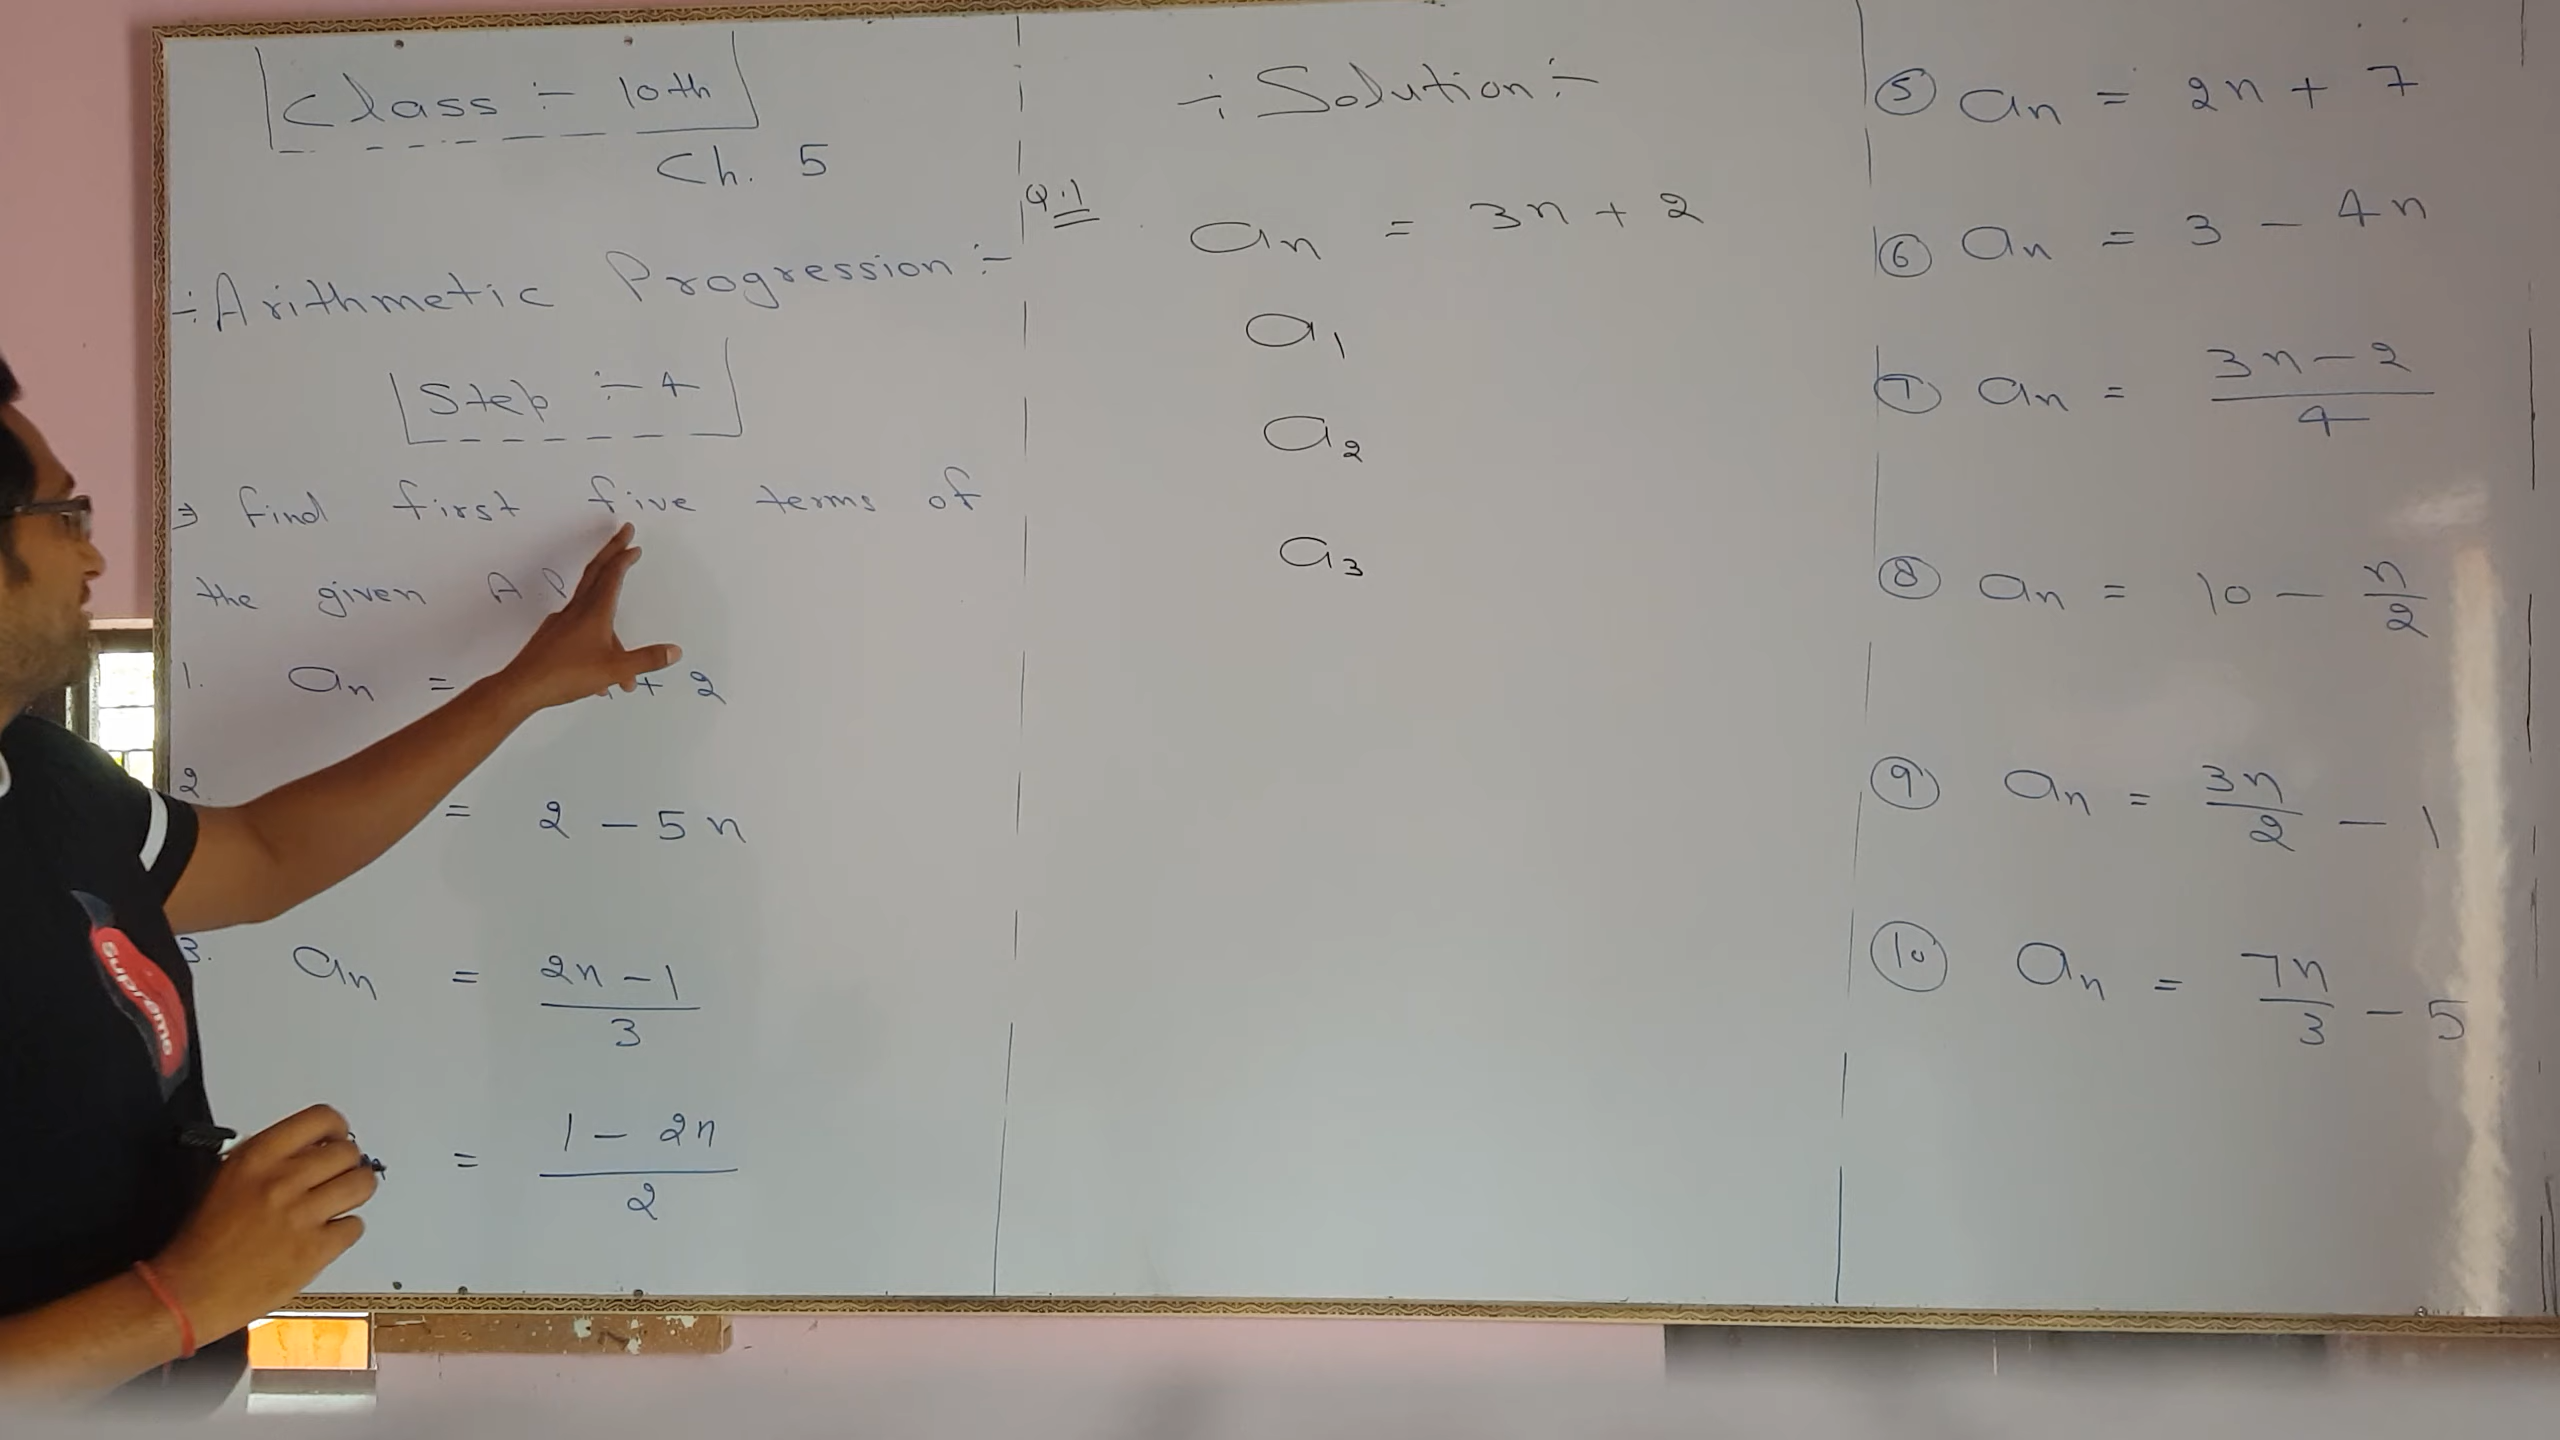 Class :- 10th
Ch. 5
÷ Arithmetic Progression :-
Step :- 4
⇒ find first five terms of
the given A.P
1. an = + 2
2. = 2 - 5n
3. an = (2n - 1)/3
= (1 - 2n)/2
÷ Solution :-
Q.1 an = 3n + 2
a1
a2
a3
⑤ an = 2n + 7
⑥ an = 3 - 4n
⑦ an = (3n - 2)/4
⑧ an = 10 - n/2
⑨ an = 3n/2 - 1
⑩ an = 7n/3 - 5
Supreme